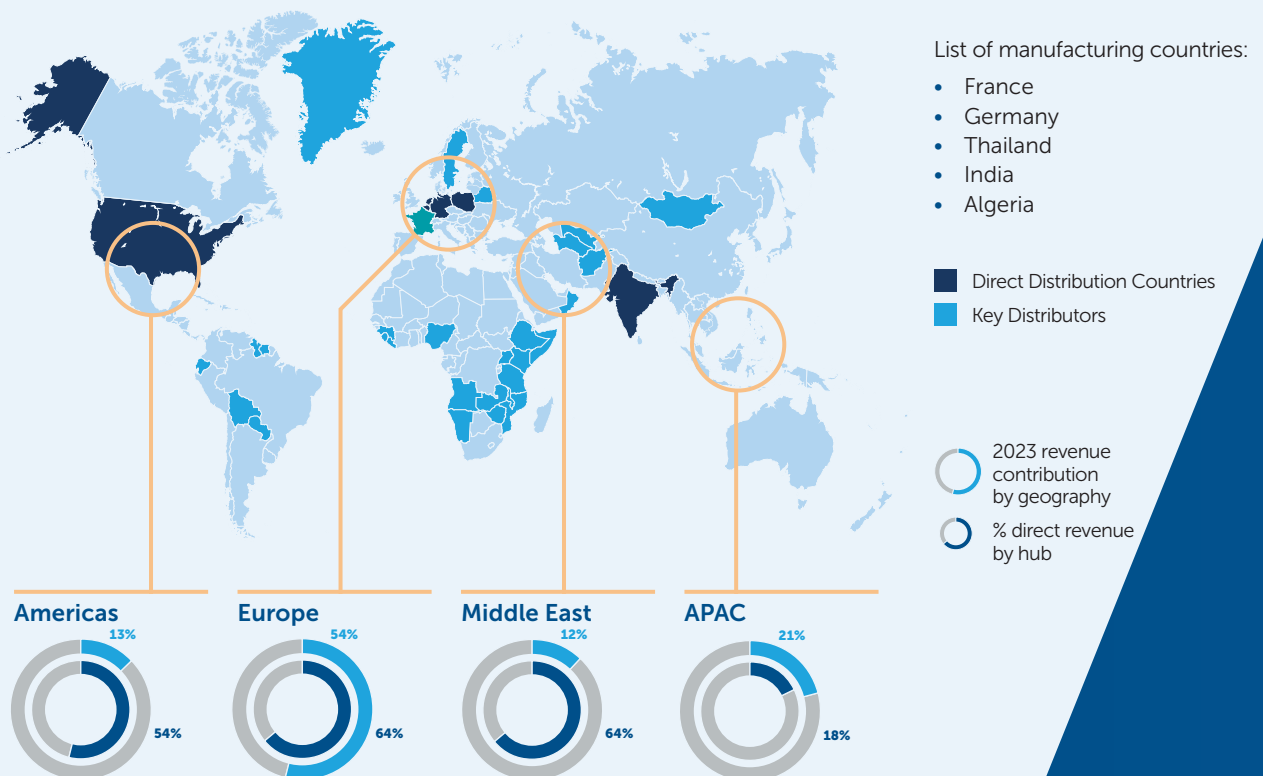 List of manufacturing countries:
• France
• Germany
• Thailand
• India
• Algeria
Direct Distribution Countries
Key Distributors
2023 revenue
contribution
by geography
% direct revenue
by hub
Americas
13%
54%
Europe
54%
64%
Middle East
12%
64%
APAC
21%
18%